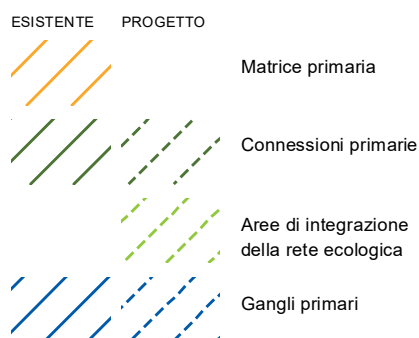 ESISTENTE PROGETTO
Matrice primaria
Connessioni primarie
Aree di integrazione
della rete ecologica
Gangli primari